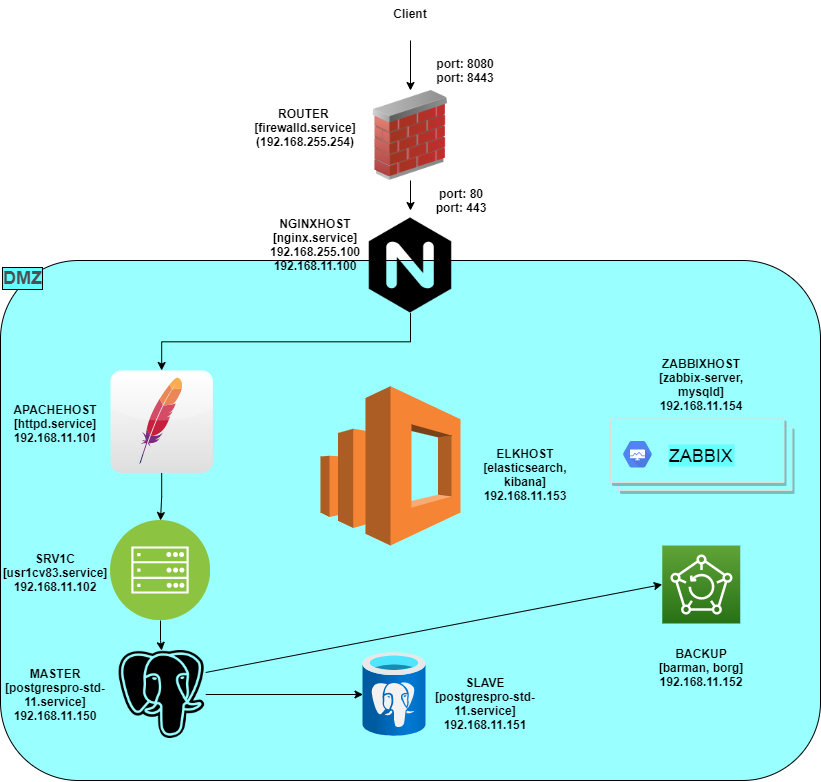 Client
port: 8080
port: 8443
ROUTER
[firewalld.service]
(192.168.255.254)
port: 80
port: 443
NGINXHOST
[nginx.service]
192.168.255.100
192.168.11.100
N
DMZ
APACHEHOST
[httpd.service]
192.168.11.101
ELKHOST
[elasticsearch,
kibana]
192.168.11.153
ZABBIXHOST
[zabbix-server,
mysqld]
192.168.11.154
ZABBIX
SRV1C
[usr1cv83.service]
192.168.11.102
MASTER
[postgrespro-std-
11.service]
192.168.11.150
SLAVE
[postgrespro-std-
11.service]
192.168.11.151
BACKUP
[barman, borg]
192.168.11.152